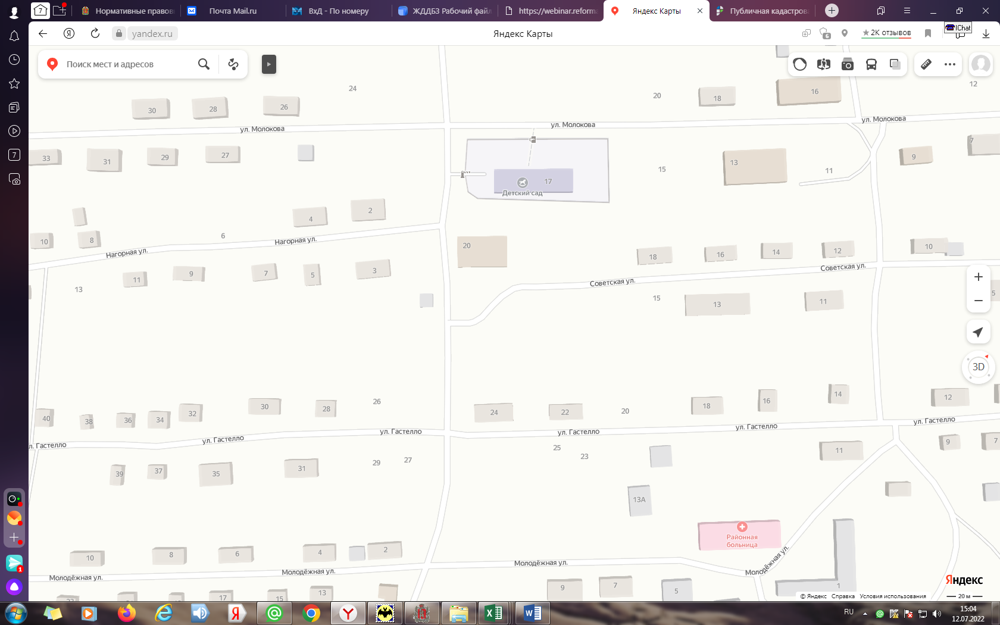 7
Нормативные правов
Почта Mail.ru
ВхД - По номеру
ЖДДБЗ Рабочий файл
https://webinar.reforma
Яндекс Карты
Публичная кадастрова
yandex.ru
Яндекс Карты
6
2K отзывов
IChat
Поиск мест и адресов
24
20
12
30
28
26
18
16
ул. Молокова
ул. Молокова
ул. Молокова
33
31
29
27
17
Детский сад
15
13
11
9
7
7
10
8
6
4
2
Нагорная ул.
Нагорная ул.
20
18
16
14
12
10
Советская ул.
Советская ул.
13
11
9
7
5
3
15
13
11
5
3D
40
38
36
34
32
30
28
26
24
22
20
18
16
14
12
л. Гастелло
ул. Гастелло
ул. Гастелло
ул. Гастелло
ул. Гастелло
ул. Гастелло
39
37
35
31
29
27
25
23
11
9
7
13А
Районная
больница
10
8
6
4
2
Молодёжная ул.
Молодёжная ул.
Молодёжная ул.
Молодёжная ул.
17
15
13
9
7
5
1
1
Яндекс
© Яндекс Справка Условия использования
20 м
RU
15:04
12.07.2022